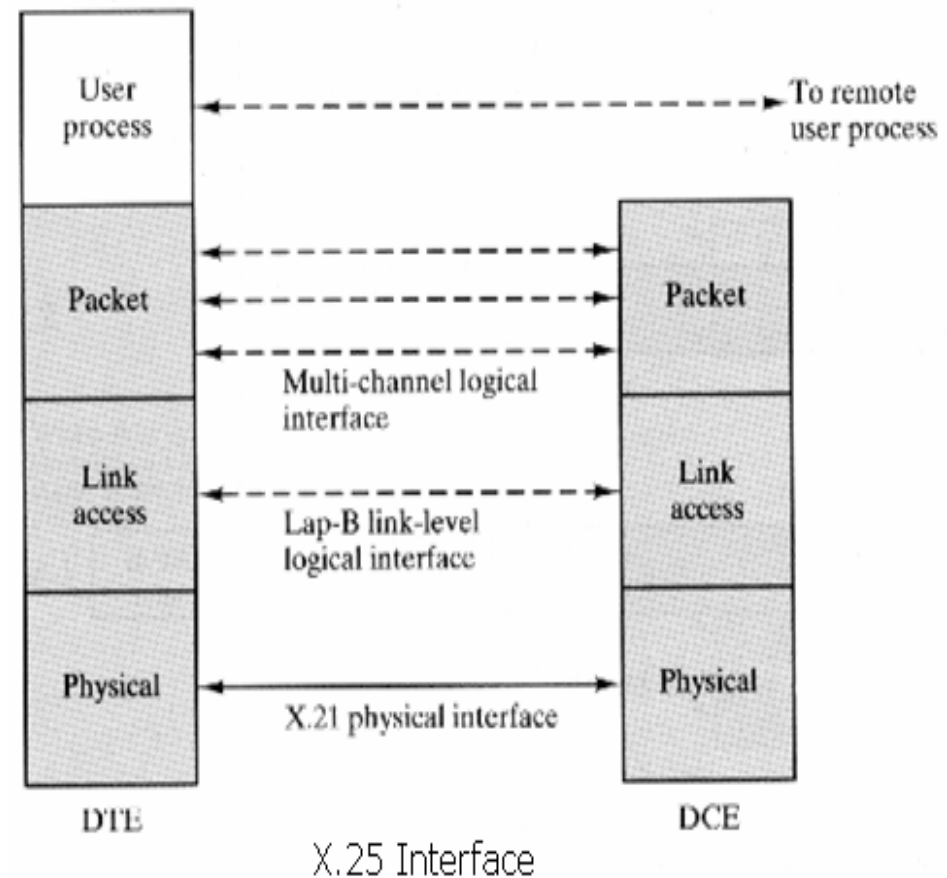 User
process
To remote
user process
Packet
Packet
Multi-channel logical
interface
Link
access
Link
access
Lap-B link-level
logical interface
Physical
Physical
X.21 physical interface
DTE
DCE
X.25 Interface